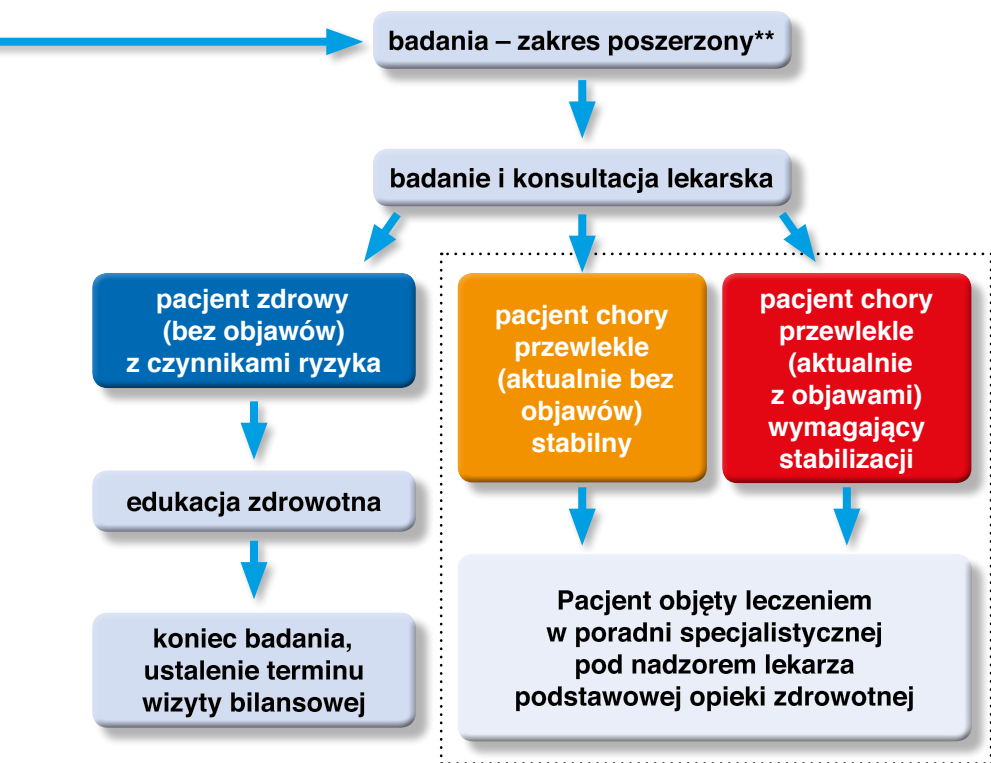 badania – zakres poszerzony**
badanie i konsultacja lekarska
pacjent zdrowy
(bez objawów)
z czynnikami ryzyka
pacjent chory
przewlekle
(aktualnie bez
objawów)
stabilny
pacjent chory
przewlekle
(aktualnie
z objawami)
wymagający
stabilizacji
edukacja zdrowotna
koniec badania,
ustalenie terminu
wizyty bilansowej
Pacjent objęty leczeniem
w poradni specjalistycznej
pod nadzorem lekarza
podstawowej opieki zdrowotnej